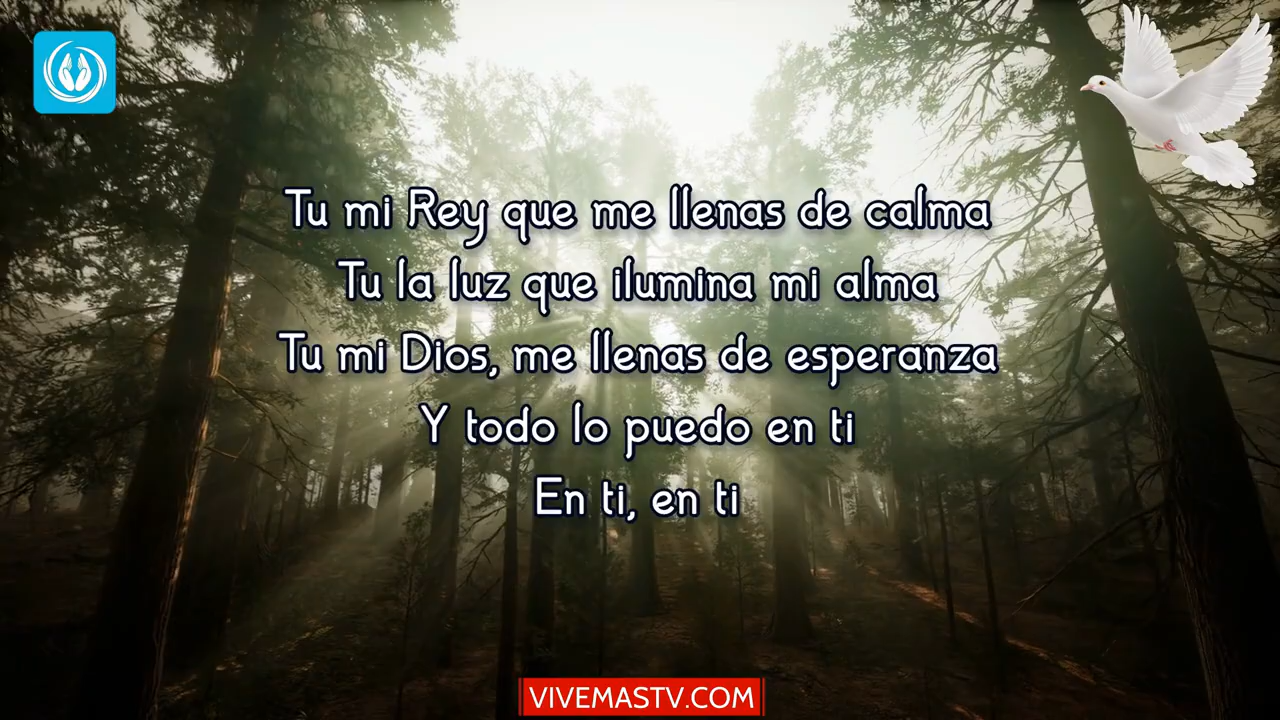 Tu mi Rey que me llenas de calma
Tu la luz que ilumina mi alma
Tu mi Dios, me llenas de esperanza
Y todo lo puedo en ti
En ti, en ti
VIVEMASTV.COM